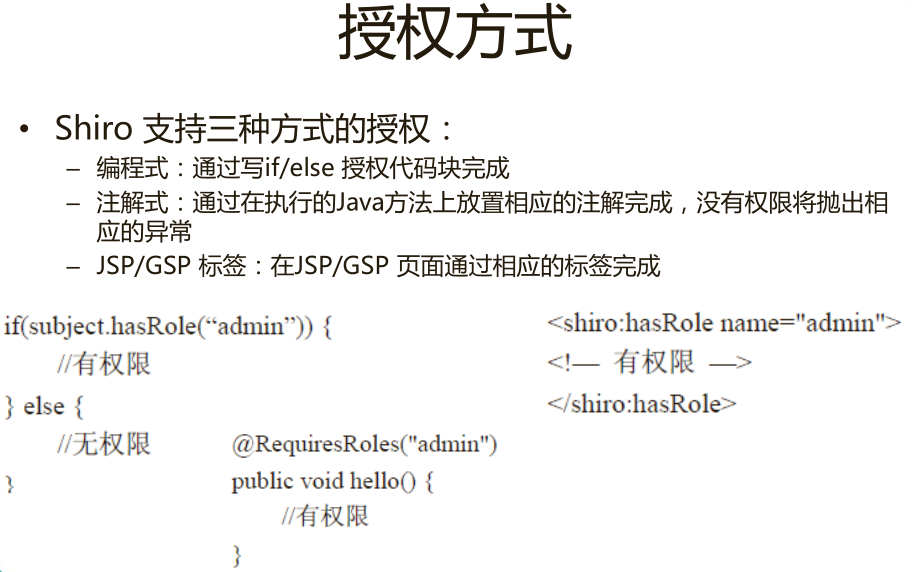 授权方式
• Shiro 支持三种方式的授权：
– 编程式：通过写if/else 授权代码块完成
– 注解式：通过在执行的Java方法上放置相应的注解完成，没有权限将抛出相
应的异常
– JSP/GSP 标签：在JSP/GSP 页面通过相应的标签完成
if(subject.hasRole(“admin”)) {
//有权限
} else {
//无权限
}
@RequiresRoles("admin")
public void hello() {
//有权限
}
<shiro:hasRole name="admin">
<!— 有权限 —>
</shiro:hasRole>